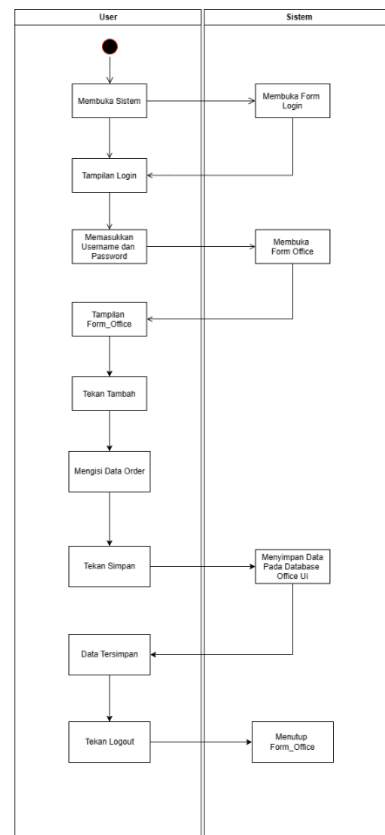 User
Sistem
Membuka Sistem
Membuka Form
Login
Tampilan Login
Memasukkan
Username dan
Password
Membuka
Form Office
Tampilan
Form_Office
Tekan Tambah
Mengisi Data Order
Tekan Simpan
Menyimpan Data
Pada Database
Office UI
Data Tersimpan
Tekan Logout
Menutup
Form_Office